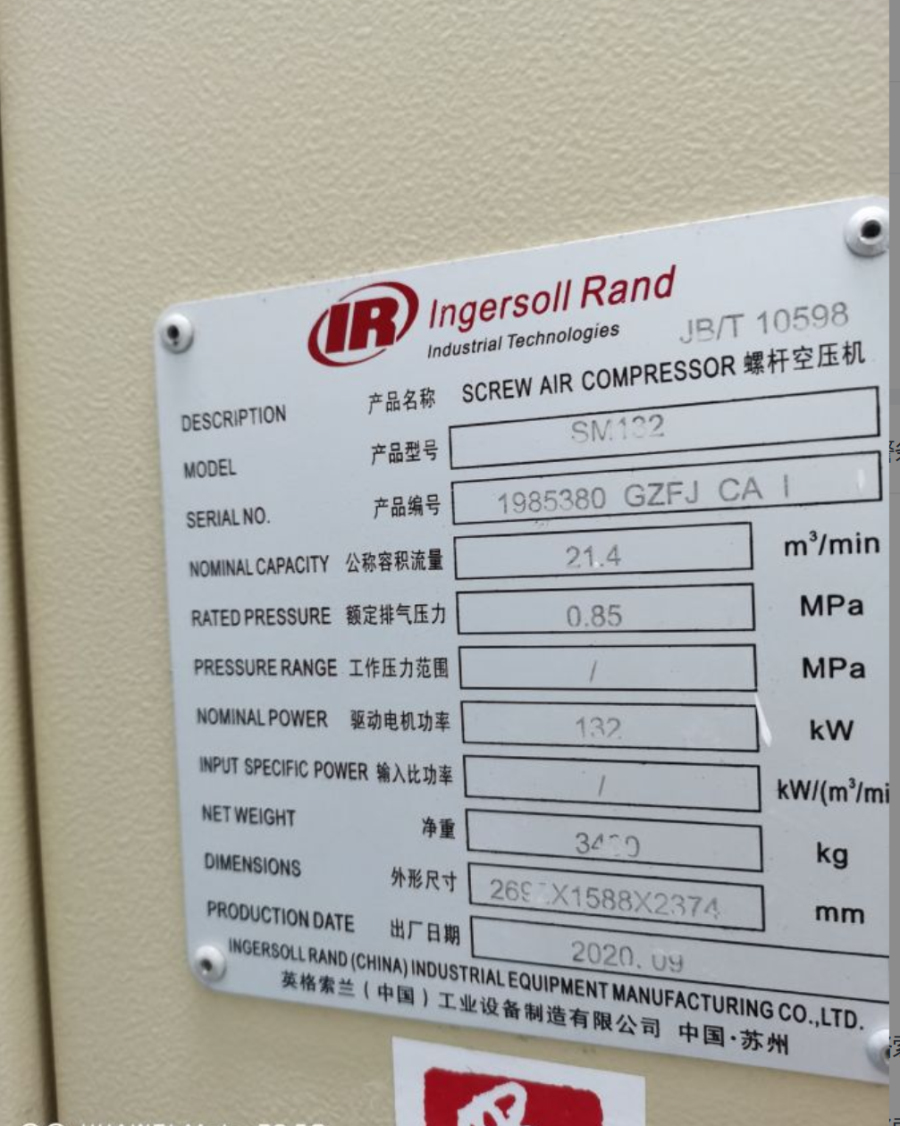 IR Ingersoll Rand
Industrial Technologies JB/T 10598
DESCRIPTION 产品名称 SCREW AIR COMPRESSOR 螺杆空压机
MODEL 产品型号 SM132
SERIAL NO. 产品编号 1985380 GZFJ CA I
NOMINAL CAPACITY 公称容积流量 21.4 m³/min
RATED PRESSURE 额定排气压力 0.85 MPa
PRESSURE RANGE 工作压力范围 / MPa
NOMINAL POWER 驱动电机功率 132 kW
INPUT SPECIFIC POWER 输入比功率 / kW/(m³/mi
NET WEIGHT 净重 kg
DIMENSIONS 外形尺寸 X1588X2374 mm
PRODUCTION DATE 出厂日期 2020.09
INGERSOLL RAND (CHINA) INDUSTRIAL EQUIPMENT MANUFACTURING CO.,LTD.
英格索兰(中国)工业设备制造有限公司 中国·苏州